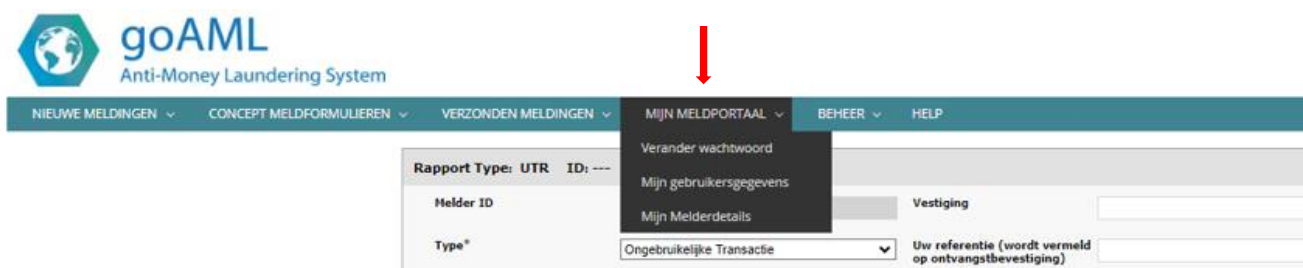 goAML
Anti-Money Laundering System
NIEUWE MELDINGEN CONCEPT MELDFORMULIEREN VERZONDEN MELDINGEN MIJN MELDPORTAAL BEHEER HELP
Verander wachtwoord
Mijn gebruikersgegevens
Mijn Melderdetails
Rapport Type: UTR ID: ---
Melder ID
Vestiging
Type* Ongebruikelijke Transactie
Uw referentie (wordt vermeld
op ontvangstbevestiging)